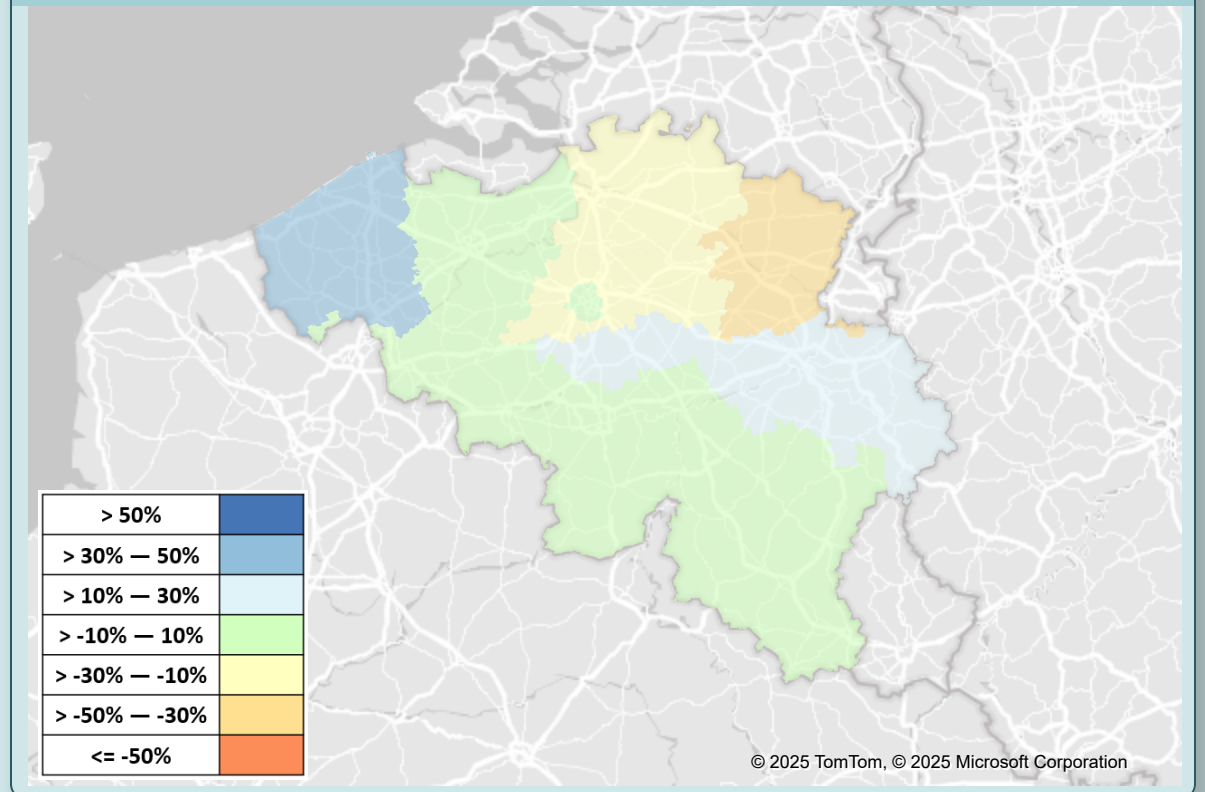 > 50%
> 30% — 50%
> 10% — 30%
> -10% — 10%
> -30% — -10%
> -50% — -30%
<= -50%
© 2025 TomTom, © 2025 Microsoft Corporation